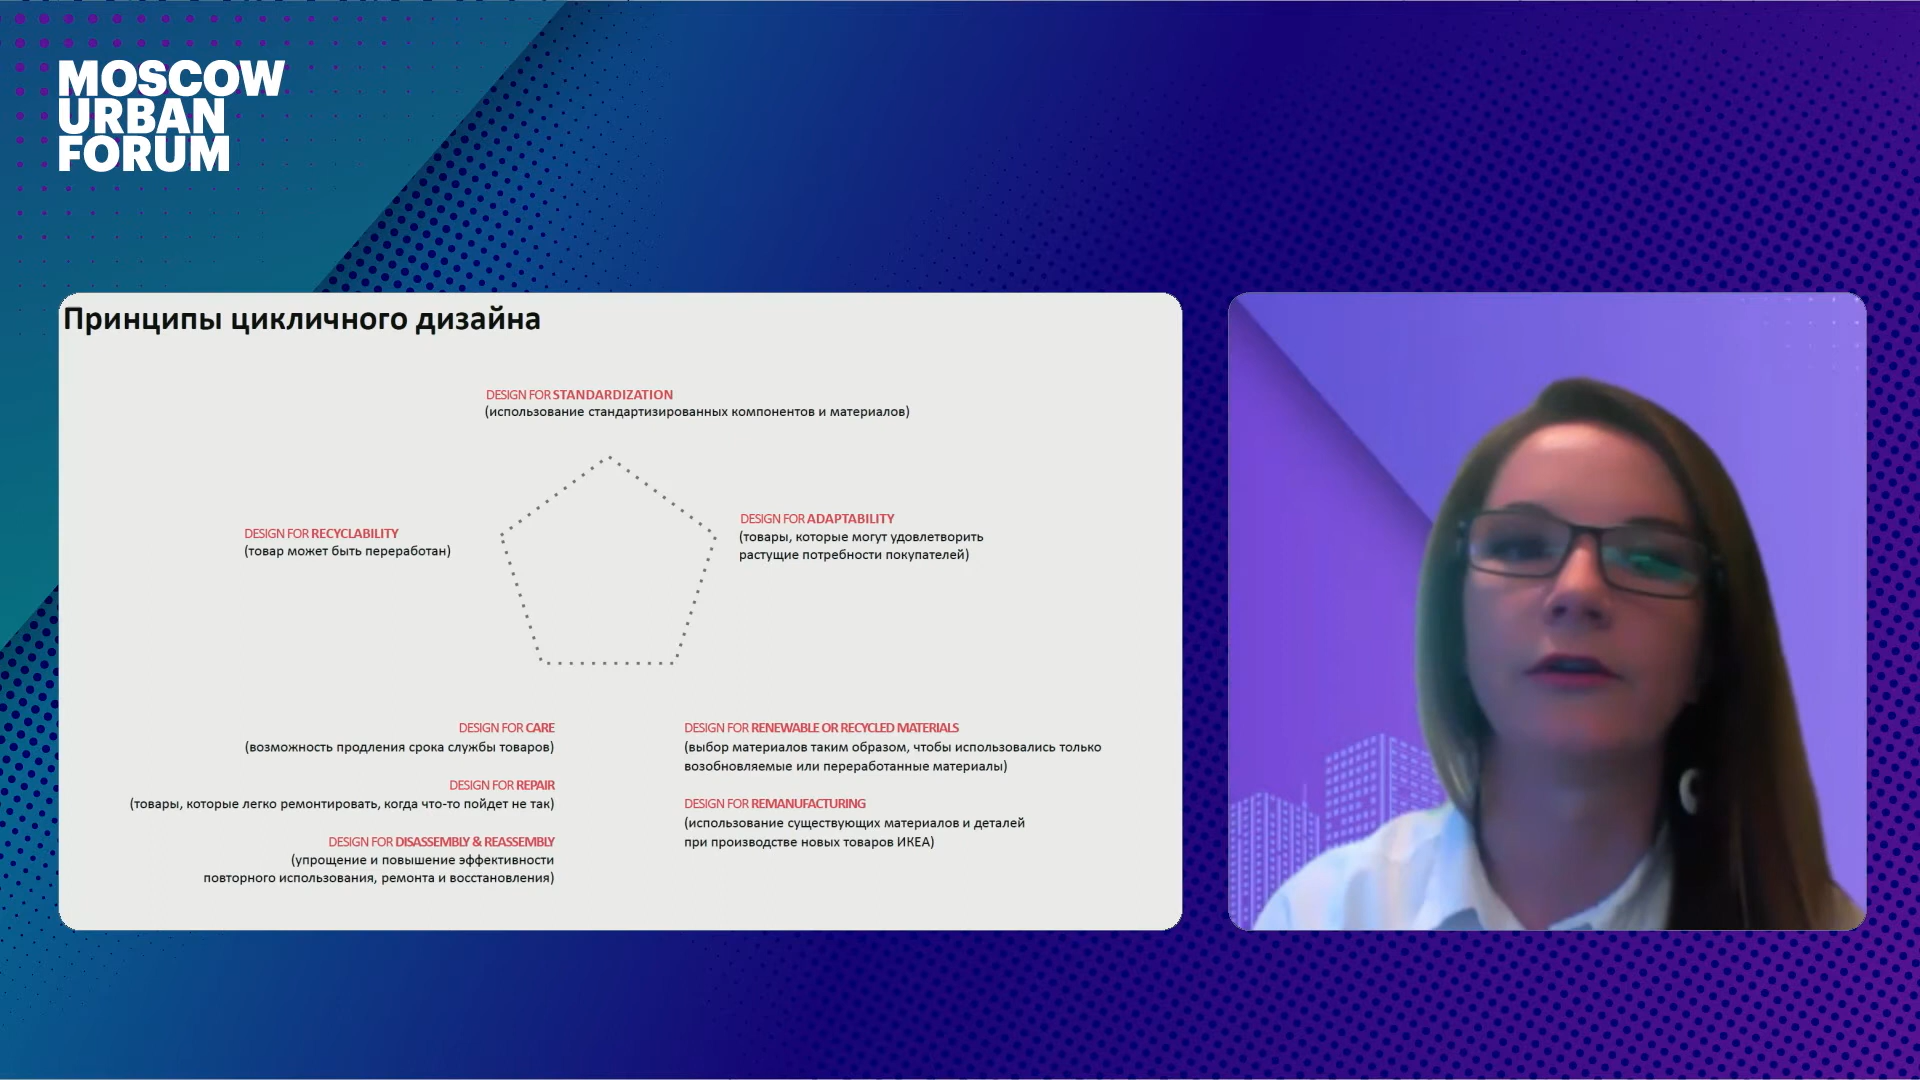 MOSCOW
URBAN
FORUM
Принципы цикличного дизайна
DESIGN FOR STANDARDIZATION
(использование стандартизированных компонентов и материалов)
DESIGN FOR RECYCLABILITY
(товар может быть переработан)
DESIGN FOR ADAPTABILITY
(товары, которые могут удовлетворить
растущие потребности покупателей)
DESIGN FOR CARE
(возможность продления срока службы товаров)
DESIGN FOR REPAIR
(товары, которые легко ремонтировать, когда что-то пойдет не так)
DESIGN FOR DISASSEMBLY & REASSEMBLY
(упрощение и повышение эффективности
повторного использования, ремонта и восстановления)
DESIGN FOR RENEWABLE OR RECYCLED MATERIALS
(выбор материалов таким образом, чтобы использовались только
возобновляемые или переработанные материалы)
DESIGN FOR REMANUFACTURING
(использование существующих материалов и деталей
при производстве новых товаров ИКЕА)